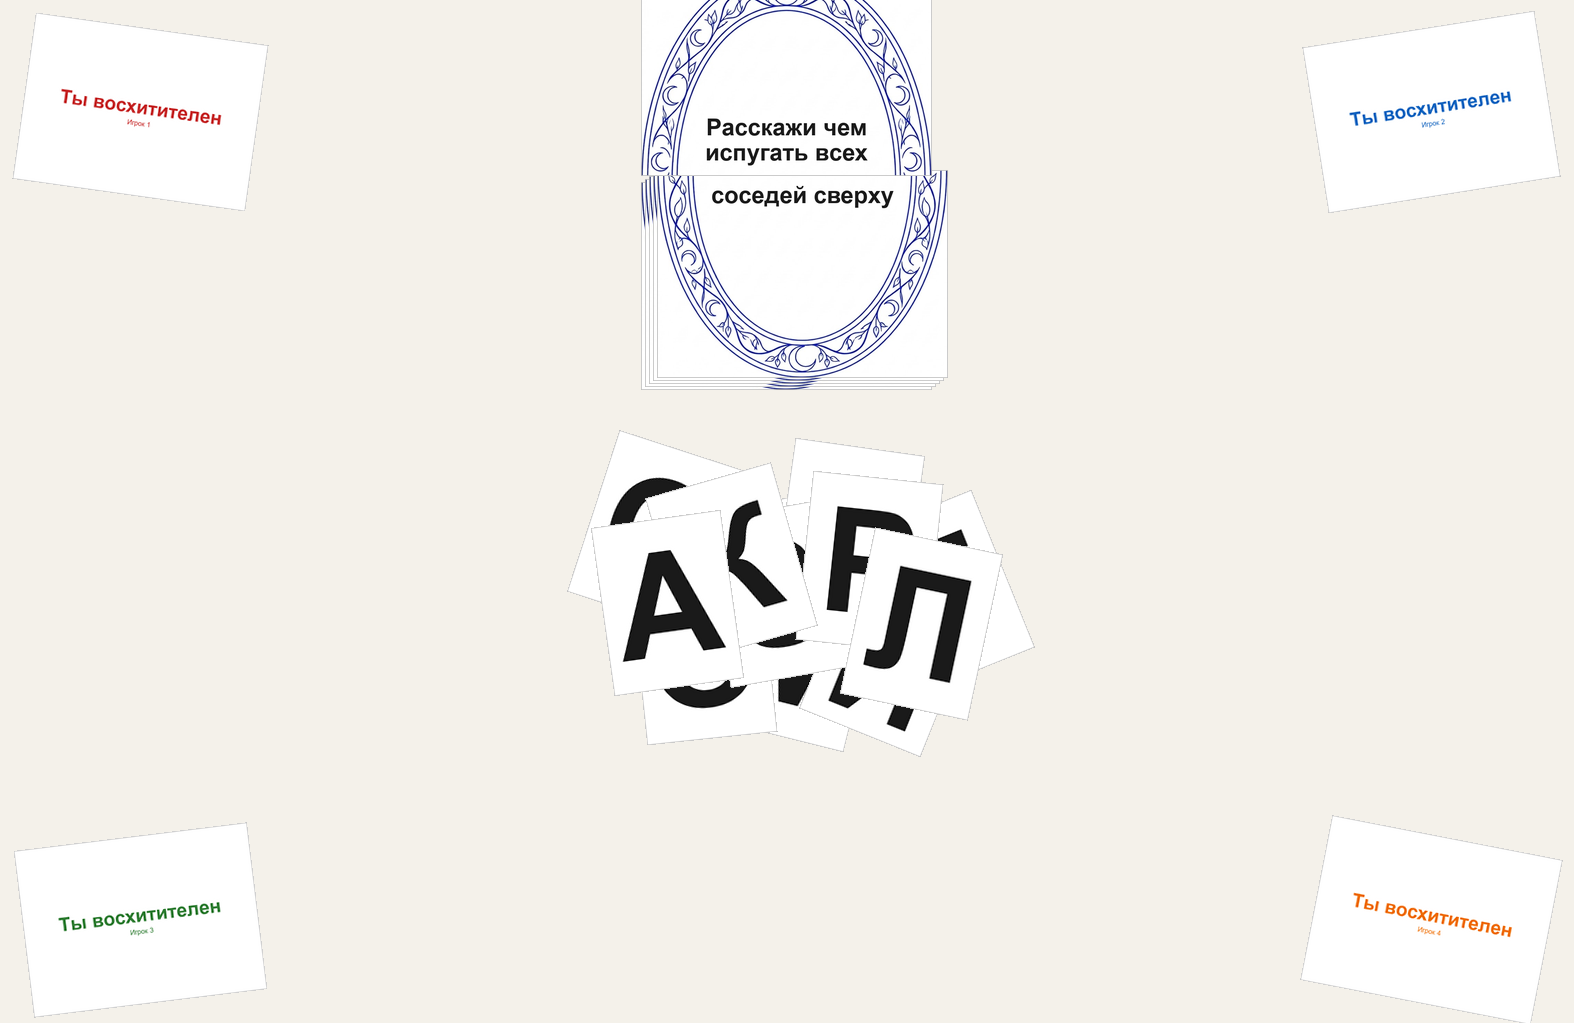 Ты восхитителен
Игрок 1
Ты восхитителен
Игрок 2
Расскажи чем
испугать всех
соседей сверху
А
Л
Ты восхитителен
Игрок 3
Ты восхитителен
Игрок 4